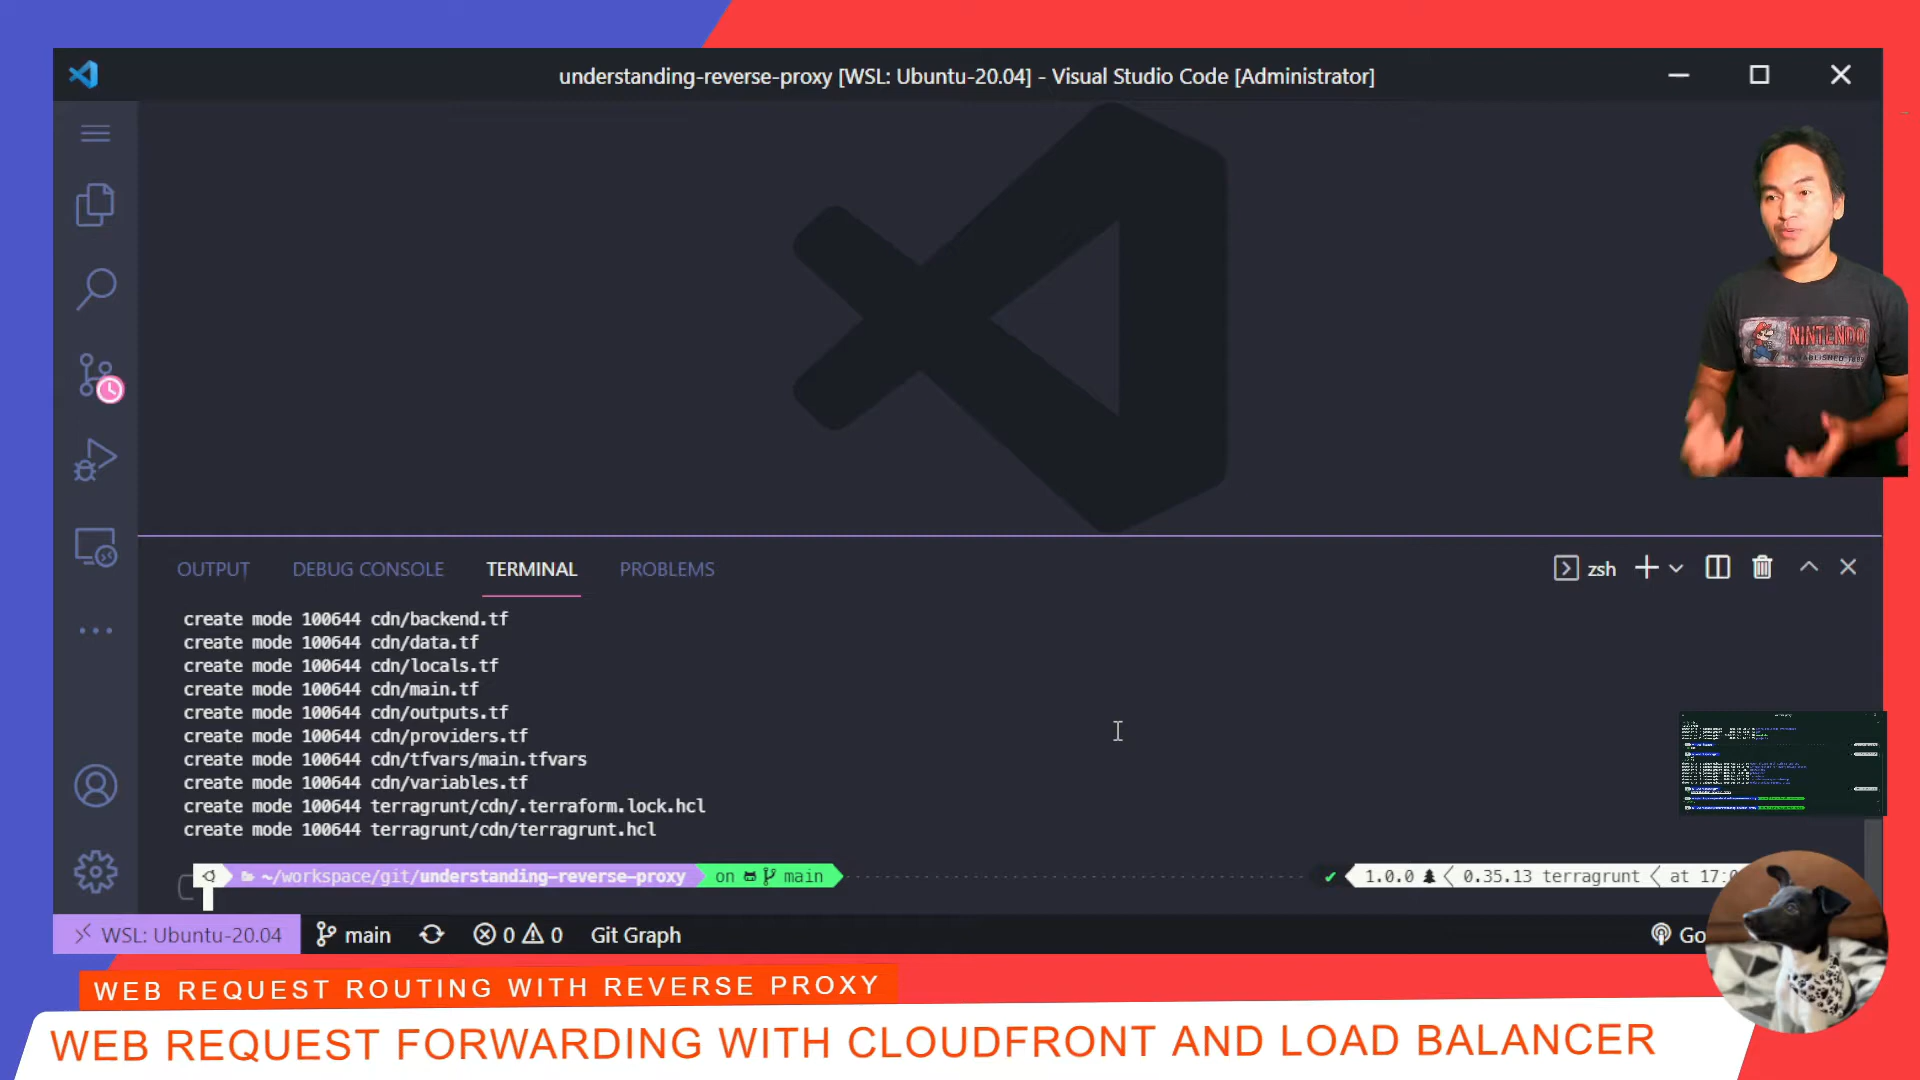 understanding-reverse-proxy [WSL: Ubuntu-20.04] - Visual Studio Code [Administrator]
NINTENDO
OUTPUT DEBUG CONSOLE TERMINAL PROBLEMS zsh
create mode 100644 cdn/backend.tf
create mode 100644 cdn/data.tf
create mode 100644 cdn/locals.tf
create mode 100644 cdn/main.tf
create mode 100644 cdn/outputs.tf
create mode 100644 cdn/providers.tf
create mode 100644 cdn/tfvars/main.tfvars
create mode 100644 cdn/variables.tf
create mode 100644 terragrunt/cdn/.terraform.lock.hcl
create mode 100644 terragrunt/cdn/terragrunt.hcl
~/workspace/git/understanding-reverse-proxy on main ✔ 1.0.0 0.35.13 terragrunt at 17:
WSL: Ubuntu-20.04 main 0 0 Git Graph Go
WEB REQUEST ROUTING WITH REVERSE PROXY
WEB REQUEST FORWARDING WITH CLOUDFRONT AND LOAD BALANCER